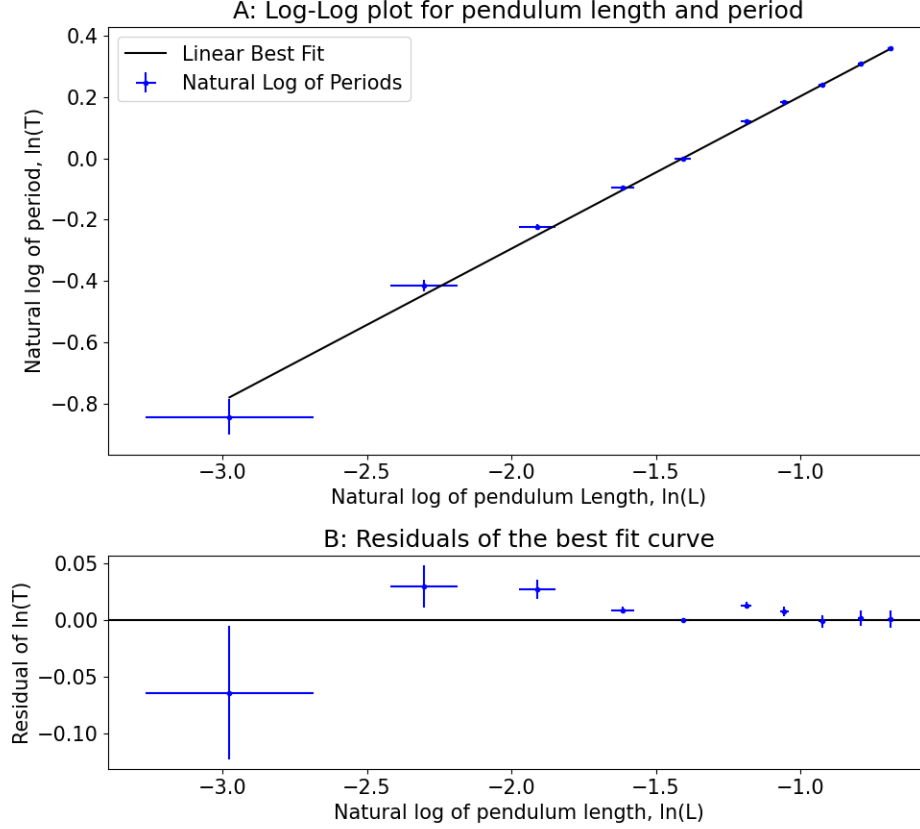 A: Log-Log plot for pendulum length and period
Linear Best Fit
Natural Log of Periods
Natural log of period, ln(T)
0.4
0.2
0.0
−0.2
−0.4
−0.6
−0.8
−3.0 −2.5 −2.0 −1.5 −1.0
Natural log of pendulum Length, ln(L)
B: Residuals of the best fit curve
Residual of ln(T)
0.05
0.00
−0.05
−0.10
−3.0 −2.5 −2.0 −1.5 −1.0
Natural log of pendulum length, ln(L)